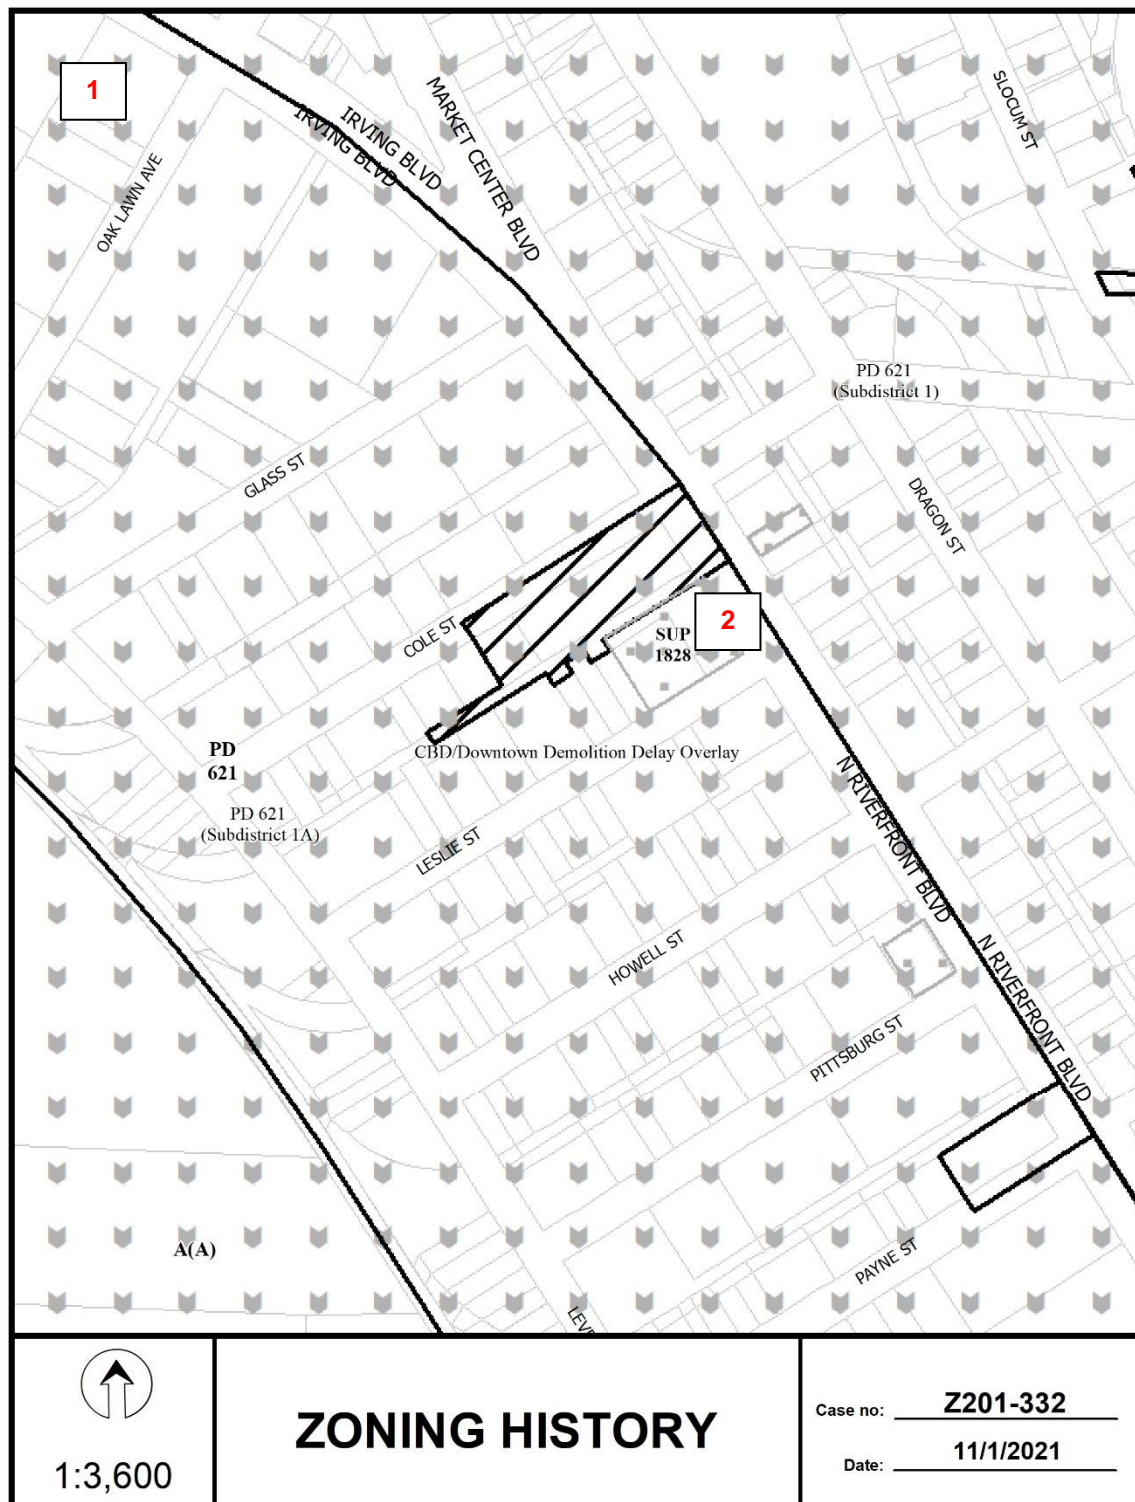 1
IRVING BLVD
IRVING BLVD
MARKET CENTER BLVD
SLOCUM ST
OAK LAWN AVE
PD 621
(Subdistrict 1)
GLASS ST
DRAGON ST
COLE ST
2
SUP
1828
CBD/Downtown Demolition Delay Overlay
PD
621
PD 621
(Subdistrict 1A)
N RIVERFRONT BLVD
LESLIE ST
HOWELL ST
N RIVERFRONT BLVD
PITTSBURG ST
A(A)
PAYNE ST
LEVE
1:3,600
ZONING HISTORY
Case no: Z201-332
Date: 11/1/2021